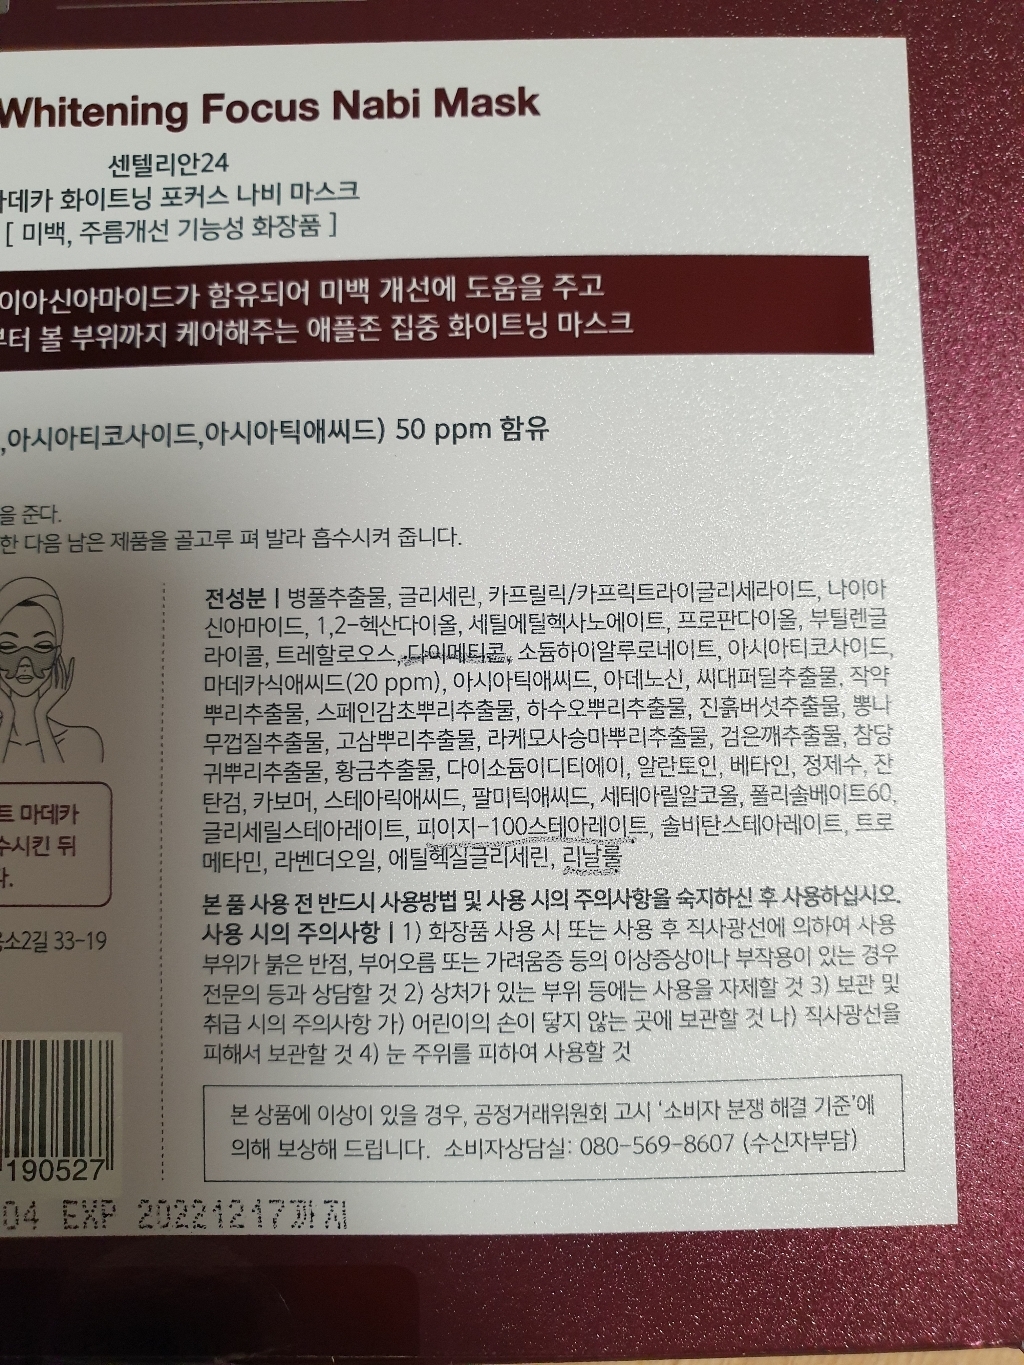 Whitening Focus Nabi Mask
센텔리안24
데카 화이트닝 포커스 나비 마스크
[ 미백, 주름개선 기능성 화장품 ]
이아신아마이드가 함유되어 미백 개선에 도움을 주고
부터 볼 부위까지 케어해주는 애플존 집중 화이트닝 마스크
,아시아티코사이드,아시아틱애씨드) 50 ppm 함유
을 준다.
한 다음 남은 제품을 골고루 펴 발라 흡수시켜 줍니다.
전성분 | 병풀추출물, 글리세린, 카프릴릭/카프릭트라이글리세라이드, 나이아
신아마이드, 1,2-헥산다이올, 세틸에틸헥사노에이트, 프로판다이올, 부틸렌글
라이콜, 트레할로오스, 다이메티콘, 소듐하이알루로네이트, 아시아티코사이드,
마데카식애씨드(20 ppm), 아시아틱애씨드, 아데노신, 씨대퍼딜추출물, 작약
뿌리추출물, 스페인감초뿌리추출물, 하수오뿌리추출물, 진흙버섯추출물, 뽕나
무껍질추출물, 고삼뿌리추출물, 라케모사승마뿌리추출물, 검은깨추출물, 참당
귀뿌리추출물, 황금추출물, 다이소듐이디티에이, 알란토인, 베타인, 정제수, 잔
탄검, 카보머, 스테아릭애씨드, 팔미틱애씨드, 세테아릴알코올, 폴리솔베이트60,
글리세릴스테아레이트, 피이지-100스테아레이트, 솔비탄스테아레이트, 트로
메타민, 라벤더오일, 에틸헥실글리세린, 리날룰
본 품 사용 전 반드시 사용방법 및 사용 시의 주의사항을 숙지하신 후 사용하십시오.
사용 시의 주의사항 | 1) 화장품 사용 시 또는 사용 후 직사광선에 의하여 사용
부위가 붉은 반점, 부어오름 또는 가려움증 등의 이상증상이나 부작용이 있는 경우
전문의 등과 상담할 것 2) 상처가 있는 부위 등에는 사용을 자제할 것 3) 보관 및
취급 시의 주의사항 가) 어린이의 손이 닿지 않는 곳에 보관할 것 나) 직사광선을
피해서 보관할 것 4) 눈 주위를 피하여 사용할 것
트 마데카
수시킨 뒤
다.
용소2길 33-19
본 상품에 이상이 있을 경우, 공정거래위원회 고시 '소비자 분쟁 해결 기준'에
의해 보상해 드립니다. 소비자상담실: 080-569-8607 (수신자부담)
190527
04 EXP 20221217까지